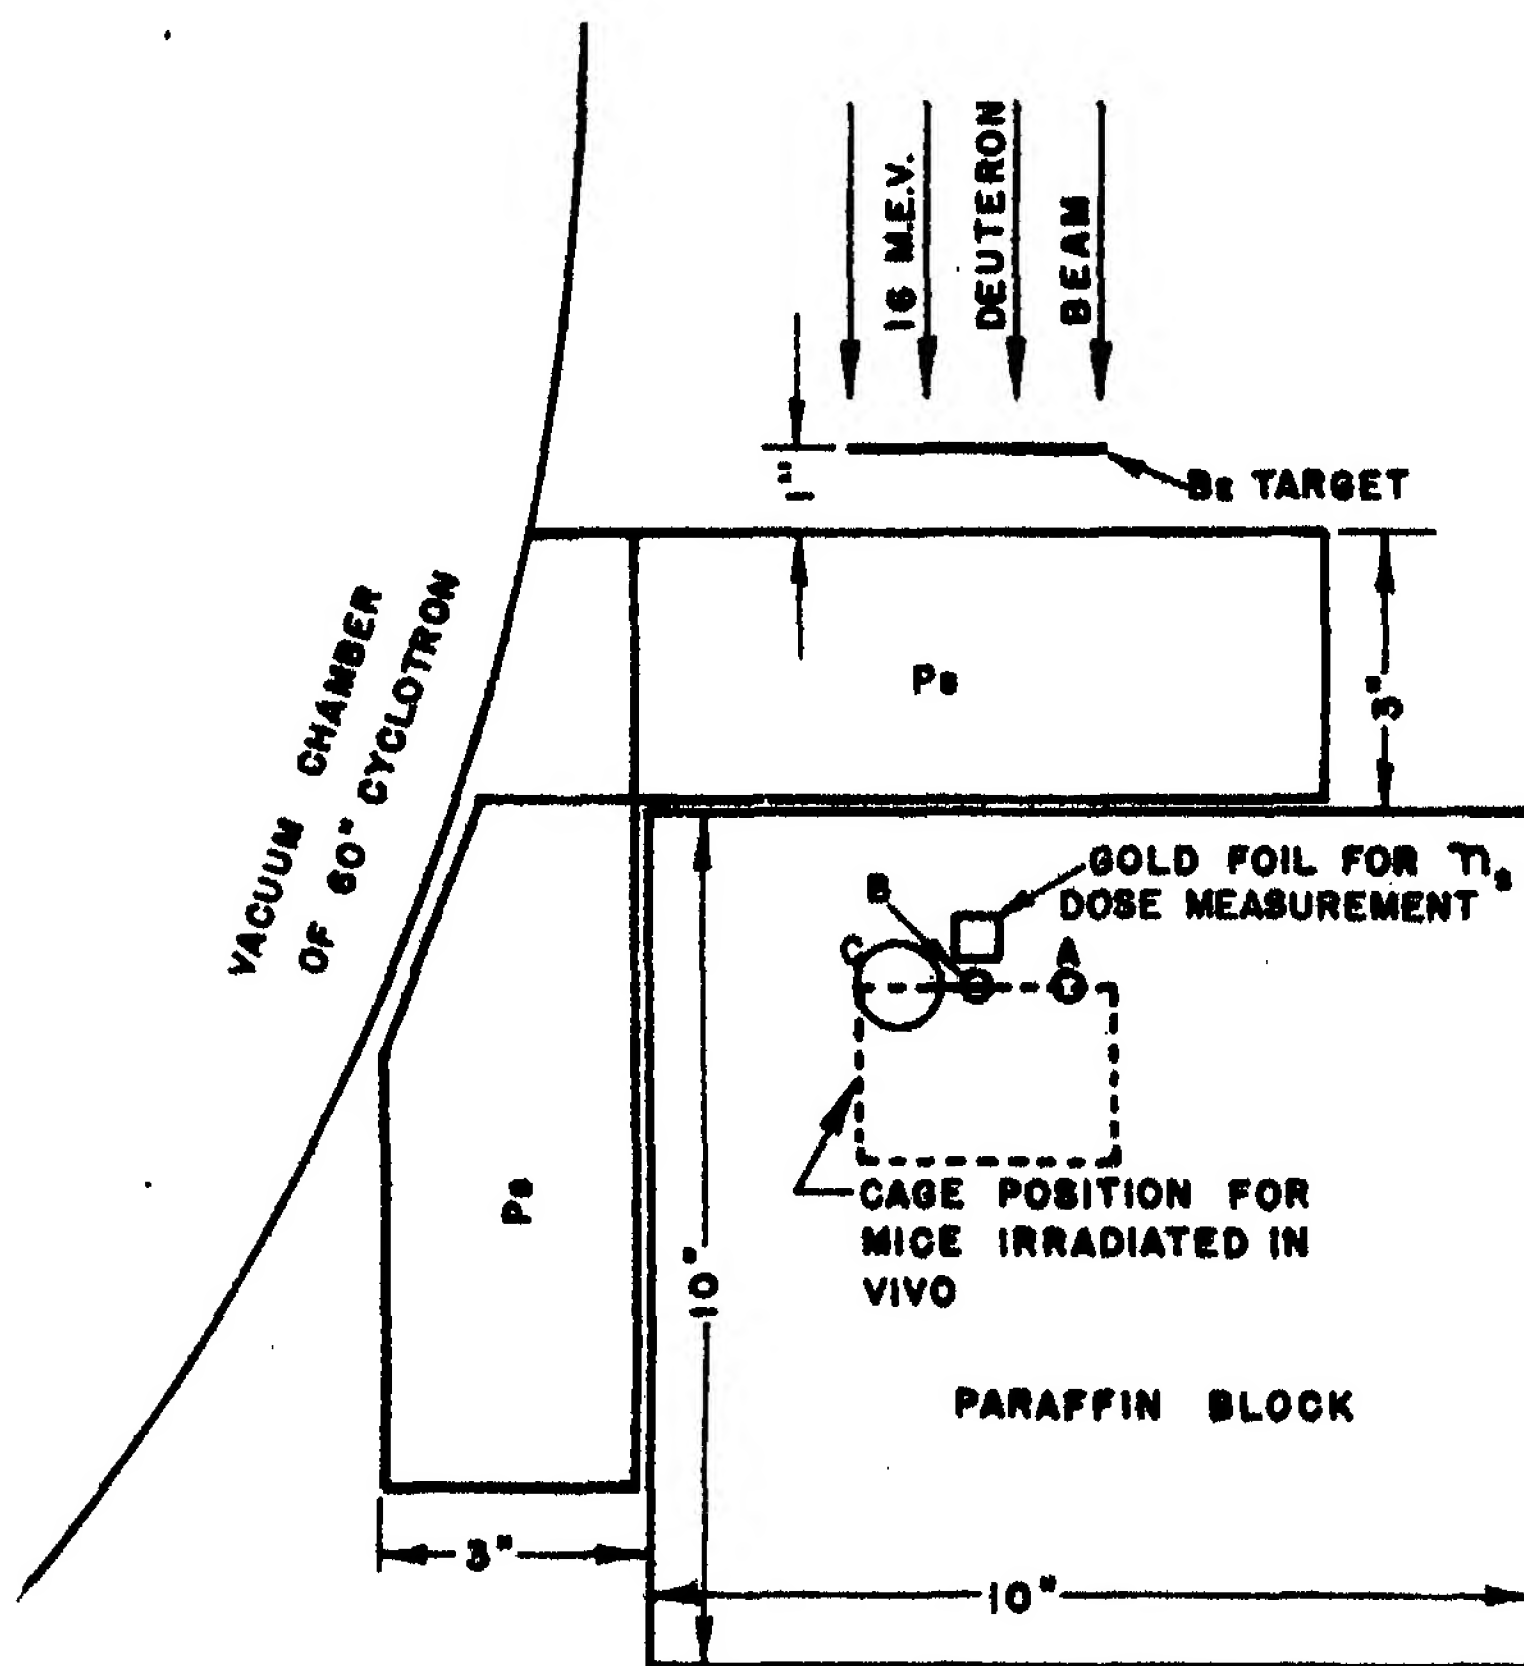 16 M.E.V.
DEUTERON
BEAM
1"
BE TARGET
VACUUM CHAMBER
OF 60" CYCLOTRON
PB
3"
GOLD FOIL FOR ηs
DOSE MEASUREMENT
B
C
A
PB
CAGE POSITION FOR
MICE IRRADIATED IN
VIVO
10"
PARAFFIN BLOCK
3"
10"